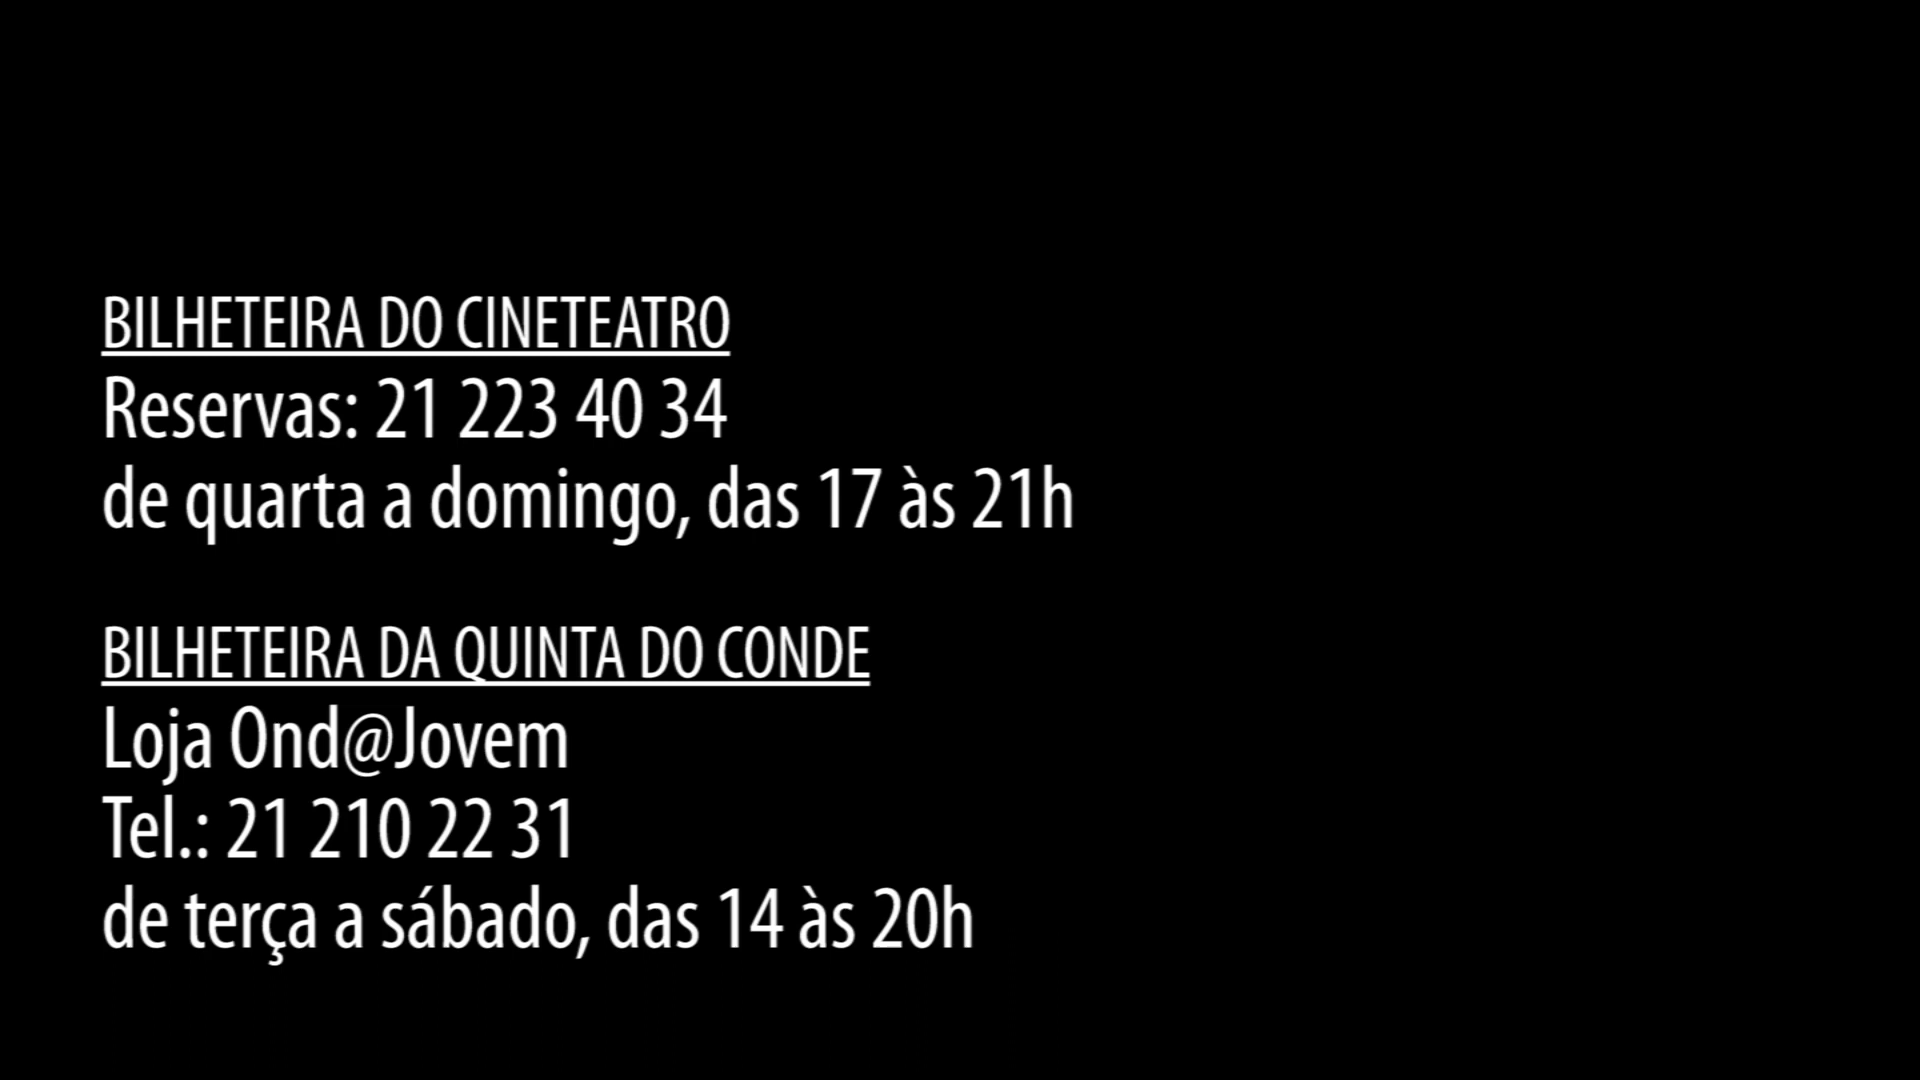 BILHETEIRA DO CINETEATRO
Reservas: 21 223 40 34
de quarta a domingo, das 17 às 21h
BILHETEIRA DA QUINTA DO CONDE
Loja Ond@Jovem
Tel.: 21 210 22 31
de terça a sábado, das 14 às 20h